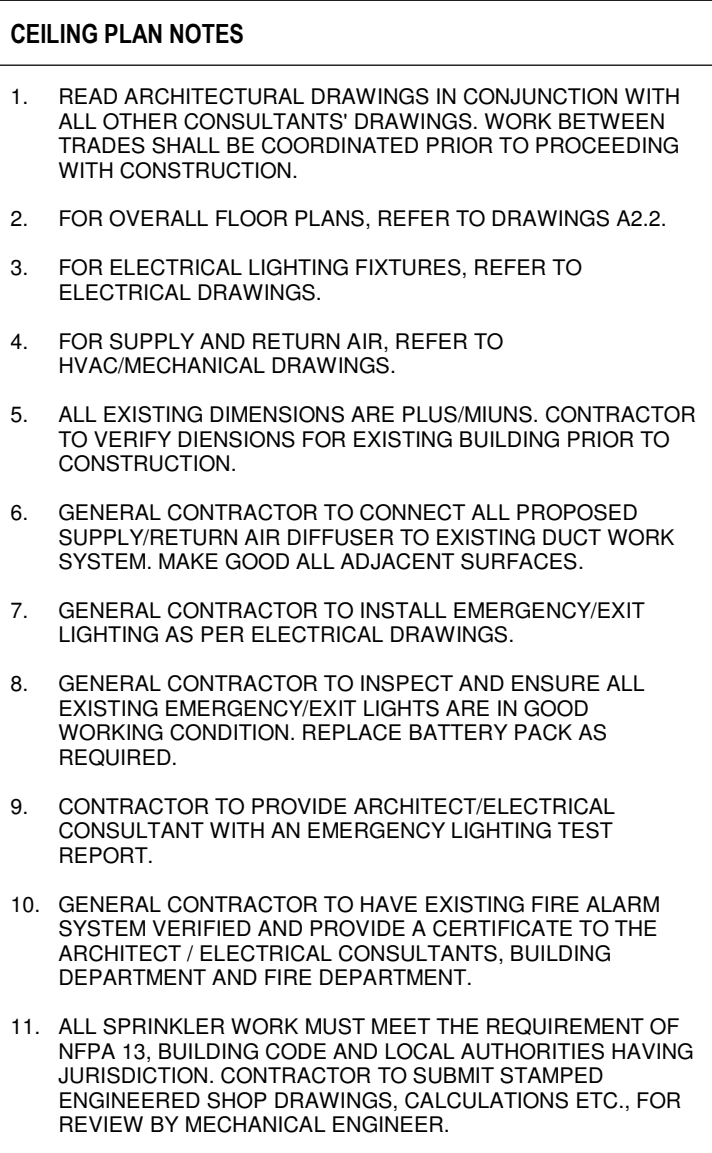 CEILING PLAN NOTES
1. READ ARCHITECTURAL DRAWINGS IN CONJUNCTION WITH
ALL OTHER CONSULTANTS' DRAWINGS. WORK BETWEEN
TRADES SHALL BE COORDINATED PRIOR TO PROCEEDING
WITH CONSTRUCTION.
2. FOR OVERALL FLOOR PLANS, REFER TO DRAWINGS A2.2.
3. FOR ELECTRICAL LIGHTING FIXTURES, REFER TO
ELECTRICAL DRAWINGS.
4. FOR SUPPLY AND RETURN AIR, REFER TO
HVAC/MECHANICAL DRAWINGS.
5. ALL EXISTING DIMENSIONS ARE PLUS/MIUNS. CONTRACTOR
TO VERIFY DIENSIONS FOR EXISTING BUILDING PRIOR TO
CONSTRUCTION.
6. GENERAL CONTRACTOR TO CONNECT ALL PROPOSED
SUPPLY/RETURN AIR DIFFUSER TO EXISTING DUCT WORK
SYSTEM. MAKE GOOD ALL ADJACENT SURFACES.
7. GENERAL CONTRACTOR TO INSTALL EMERGENCY/EXIT
LIGHTING AS PER ELECTRICAL DRAWINGS.
8. GENERAL CONTRACTOR TO INSPECT AND ENSURE ALL
EXISTING EMERGENCY/EXIT LIGHTS ARE IN GOOD
WORKING CONDITION. REPLACE BATTERY PACK AS
REQUIRED.
9. CONTRACTOR TO PROVIDE ARCHITECT/ELECTRICAL
CONSULTANT WITH AN EMERGENCY LIGHTING TEST
REPORT.
10. GENERAL CONTRACTOR TO HAVE EXISTING FIRE ALARM
SYSTEM VERIFIED AND PROVIDE A CERTIFICATE TO THE
ARCHITECT / ELECTRICAL CONSULTANTS, BUILDING
DEPARTMENT AND FIRE DEPARTMENT.
11. ALL SPRINKLER WORK MUST MEET THE REQUIREMENT OF
NFPA 13, BUILDING CODE AND LOCAL AUTHORITIES HAVING
JURISDICTION. CONTRACTOR TO SUBMIT STAMPED
ENGINEERED SHOP DRAWINGS, CALCULATIONS ETC., FOR
REVIEW BY MECHANICAL ENGINEER.